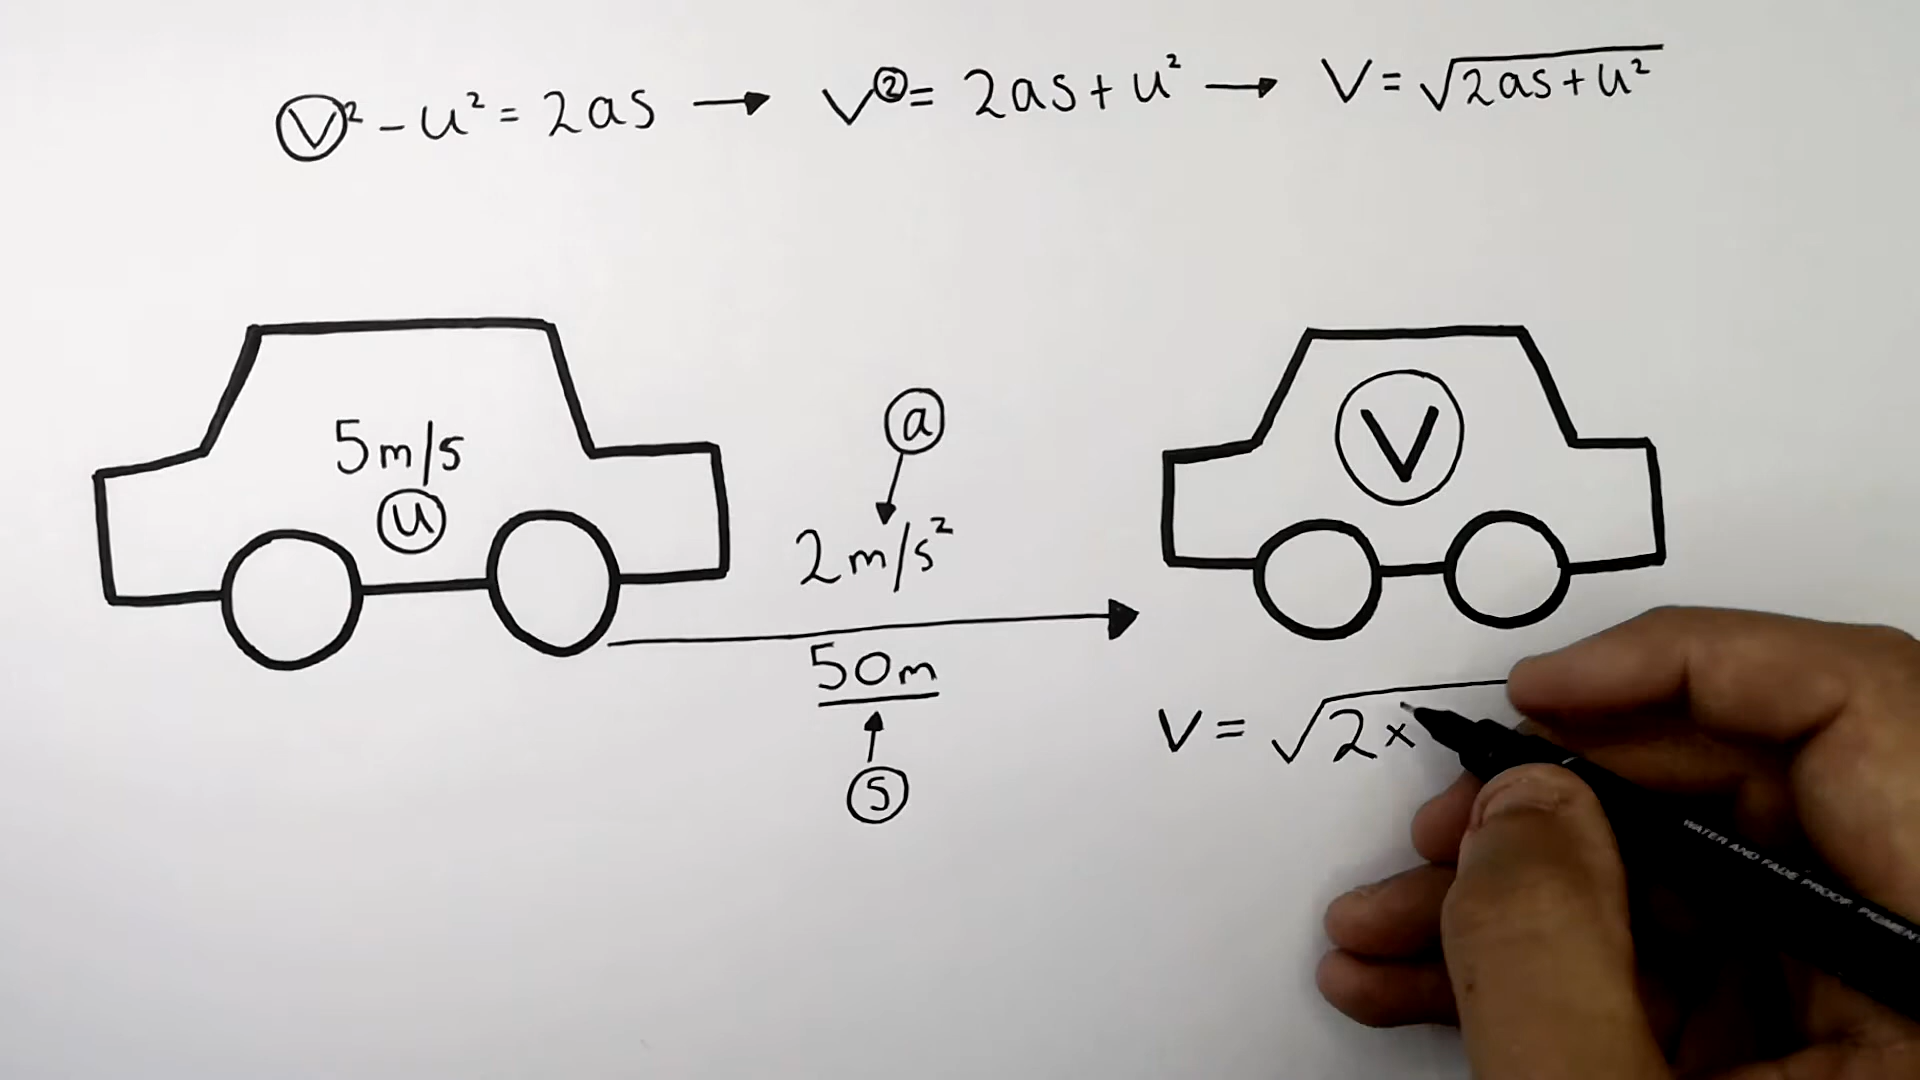 V² - u² = 2as → V² = 2as + u² → V = √2as + u²
5m/s
u
a
2m/s²
50m
s
V
V = √2×
WATER AND FADE PROOF PIGMENT